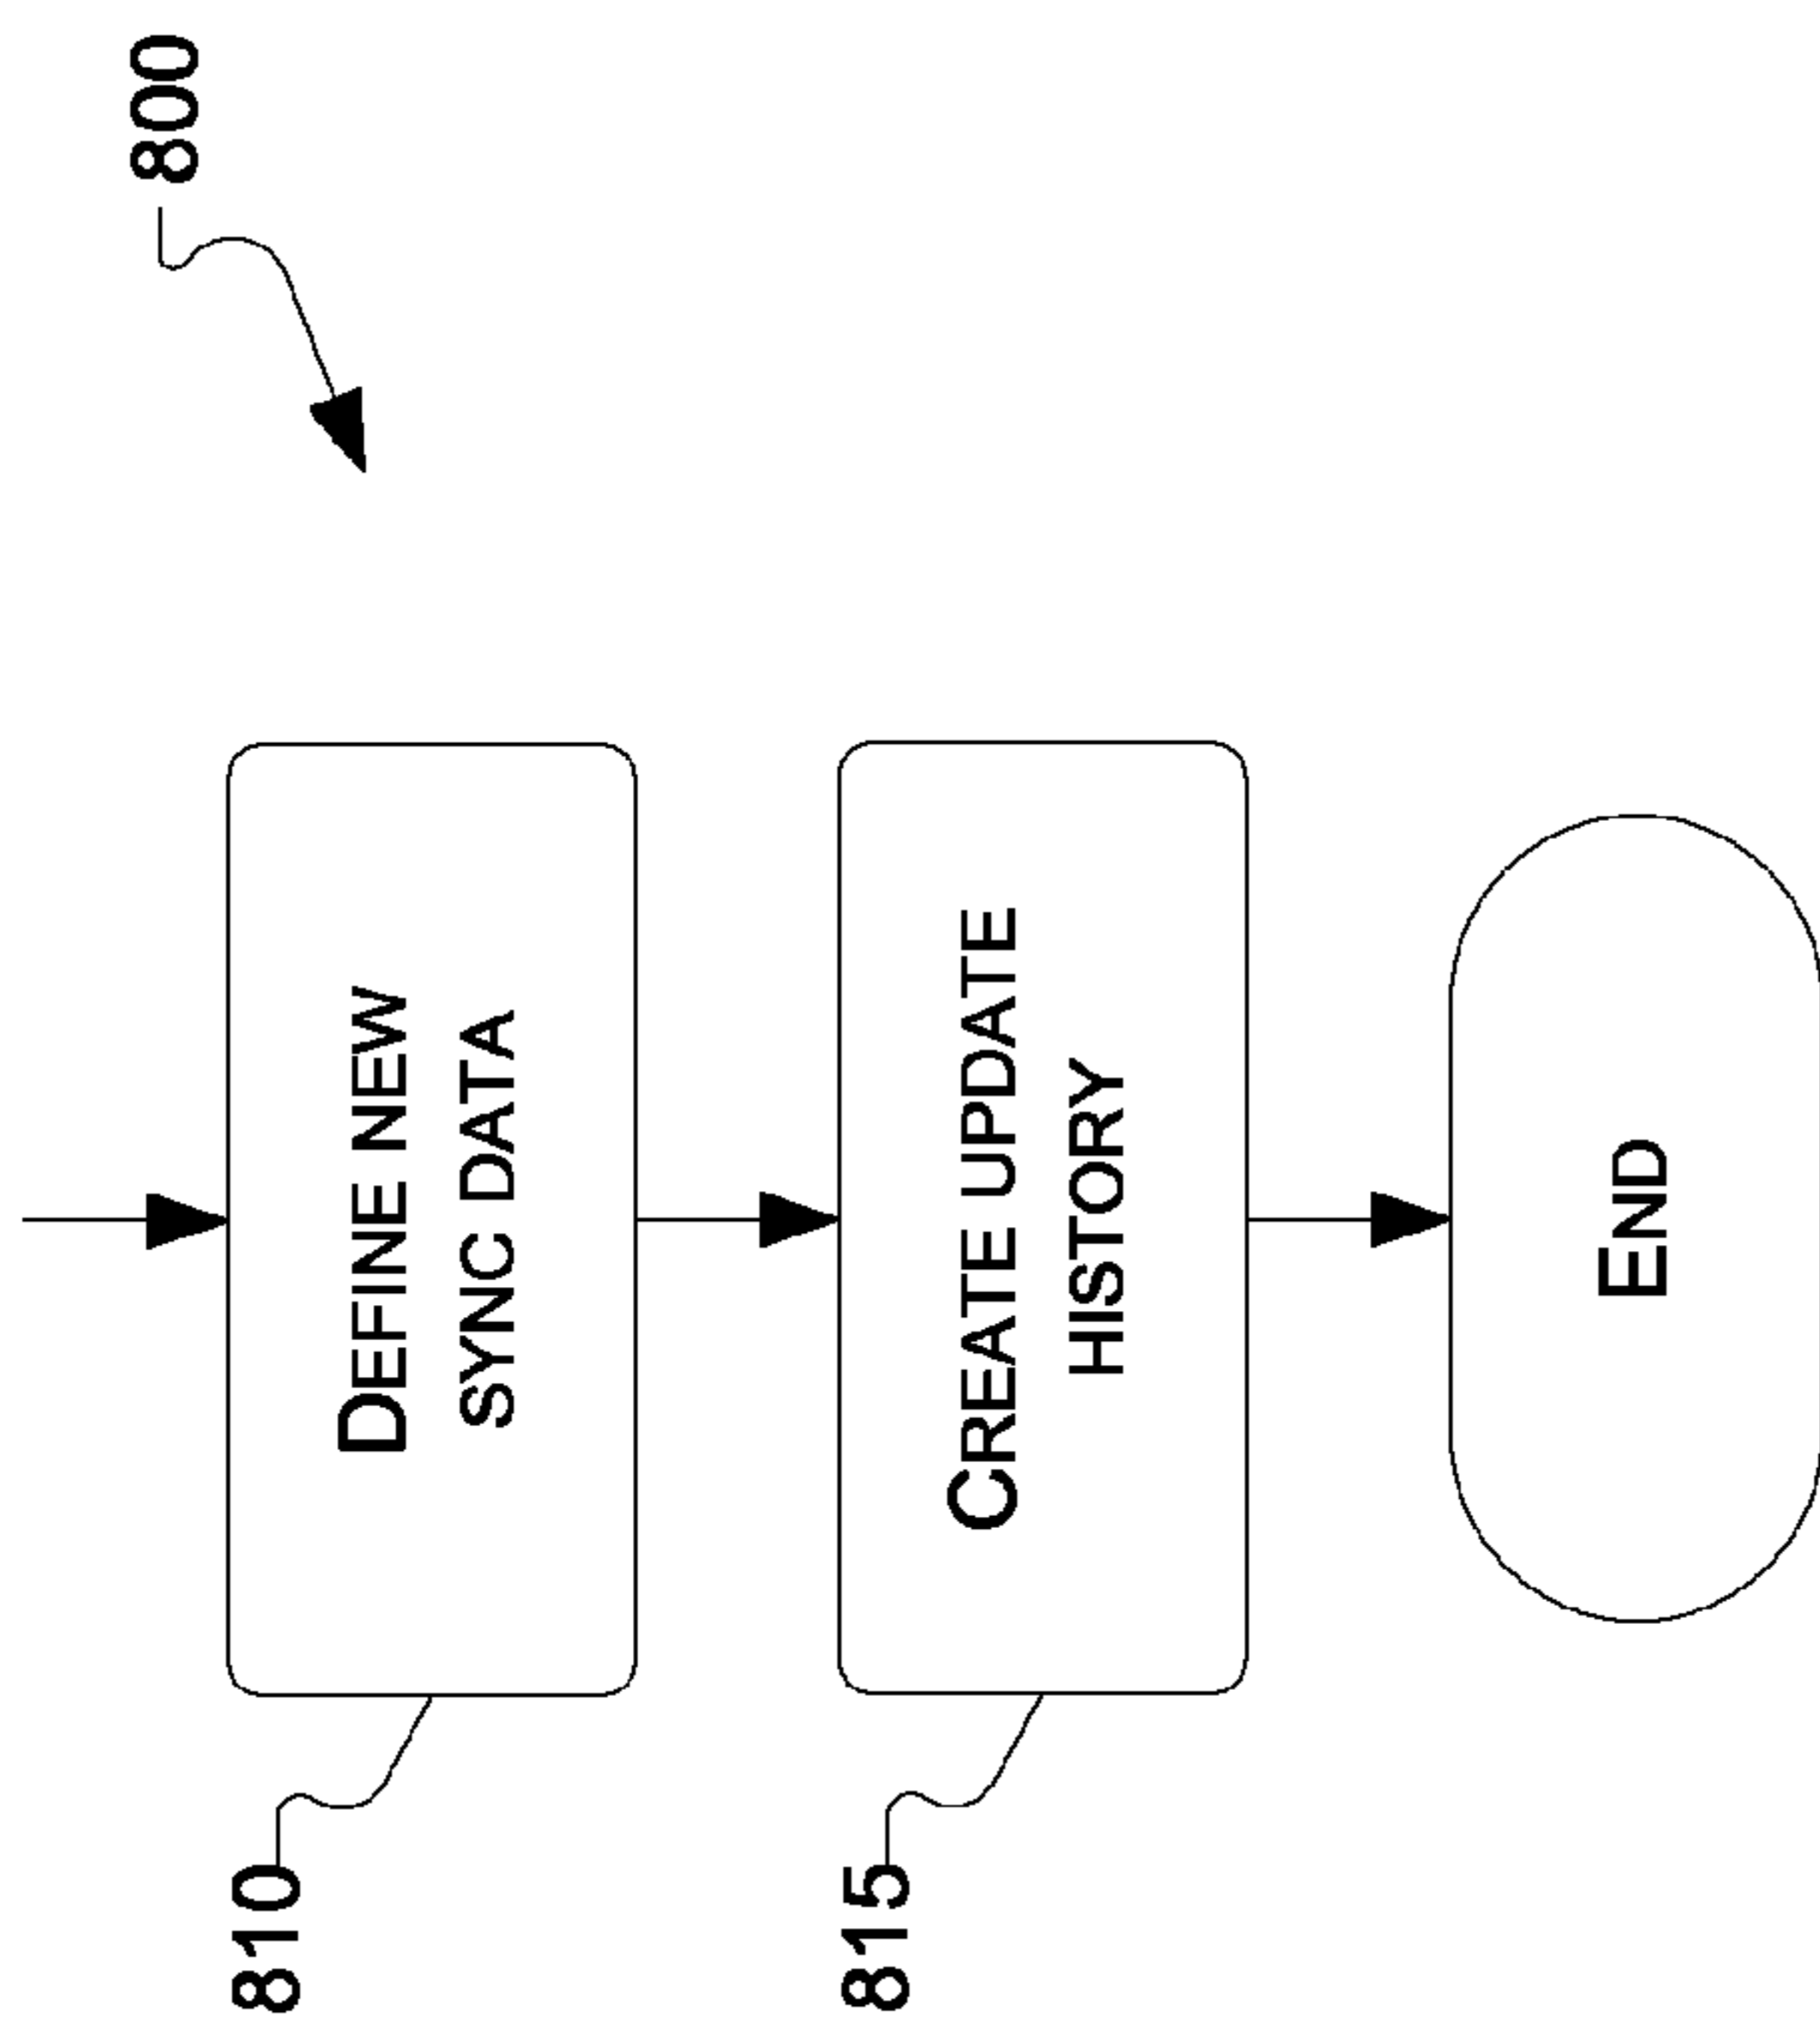 800
810
DEFINE NEW
SYNC DATA
815
CREATE UPDATE
HISTORY
END